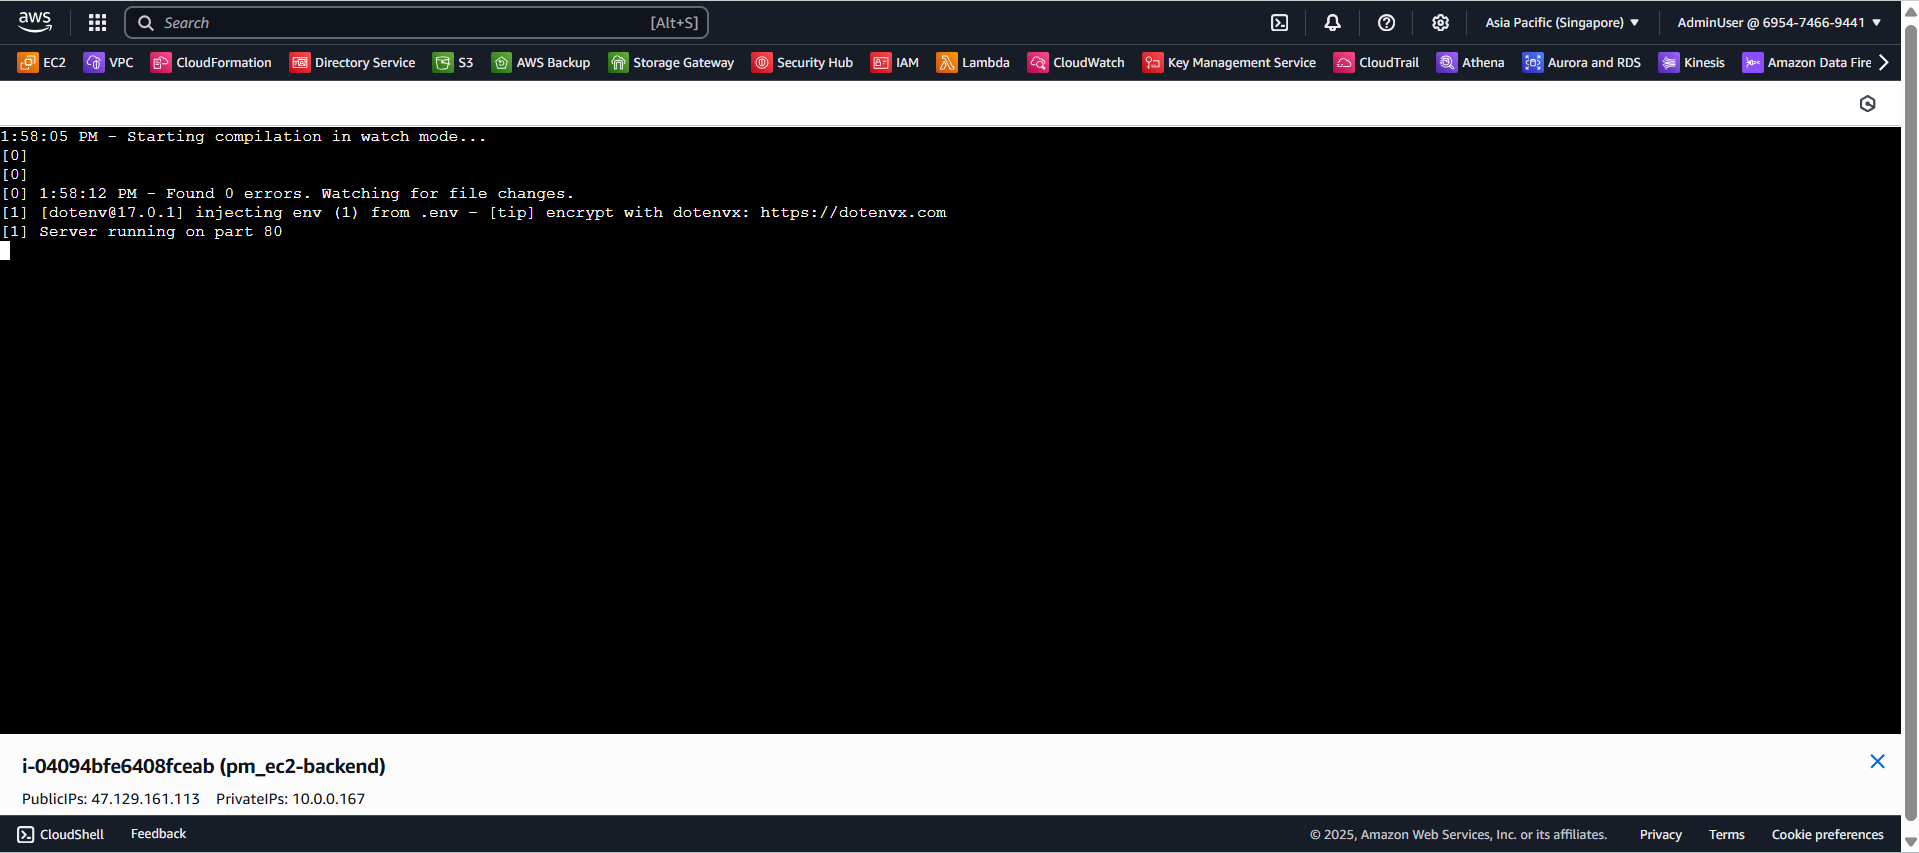 aws
Search [Alt+S]
Asia Pacific (Singapore) ▼ AdminUser @ 6954-7466-9441 ▼
EC2 VPC CloudFormation Directory Service S3 AWS Backup Storage Gateway Security Hub IAM Lambda CloudWatch Key Management Service CloudTrail Athena Aurora and RDS Kinesis Amazon Data Fire
1:58:05 PM - Starting compilation in watch mode...
[0]
[0]
[0] 1:58:12 PM - Found 0 errors. Watching for file changes.
[1] [dotenv@17.0.1] injecting env (1) from .env - [tip] encrypt with dotenvx: https://dotenvx.com
[1] Server running on part 80
i-04094bfe6408fceab (pm_ec2-backend)
PublicIPs: 47.129.161.113 PrivateIPs: 10.0.0.167
CloudShell Feedback © 2025, Amazon Web Services, Inc. or its affiliates. Privacy Terms Cookie preferences